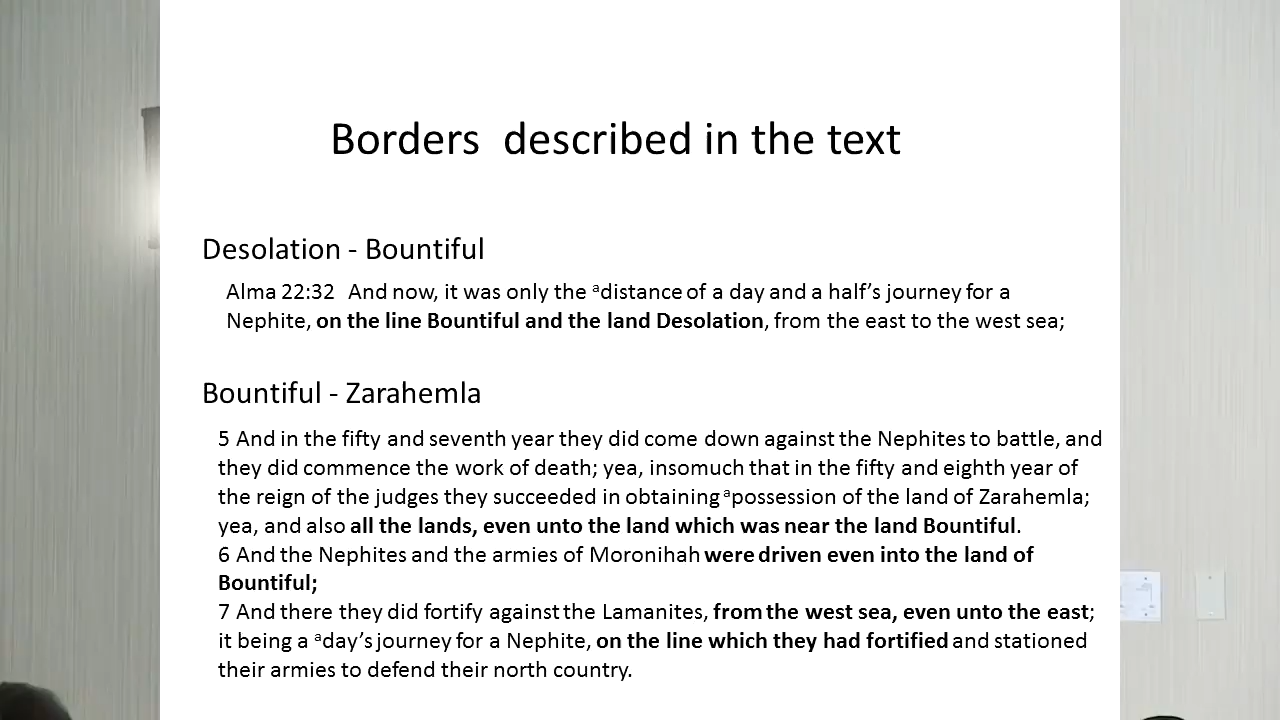 Borders described in the text
Desolation - Bountiful
Alma 22:32 And now, it was only the ᵃdistance of a day and a half’s journey for a
Nephite, on the line Bountiful and the land Desolation, from the east to the west sea;
Bountiful - Zarahemla
5 And in the fifty and seventh year they did come down against the Nephites to battle, and
they did commence the work of death; yea, insomuch that in the fifty and eighth year of
the reign of the judges they succeeded in obtaining ᵃpossession of the land of Zarahemla;
yea, and also all the lands, even unto the land which was near the land Bountiful.
6 And the Nephites and the armies of Moronihah were driven even into the land of
Bountiful;
7 And there they did fortify against the Lamanites, from the west sea, even unto the east;
it being a ᵃday’s journey for a Nephite, on the line which they had fortified and stationed
their armies to defend their north country.